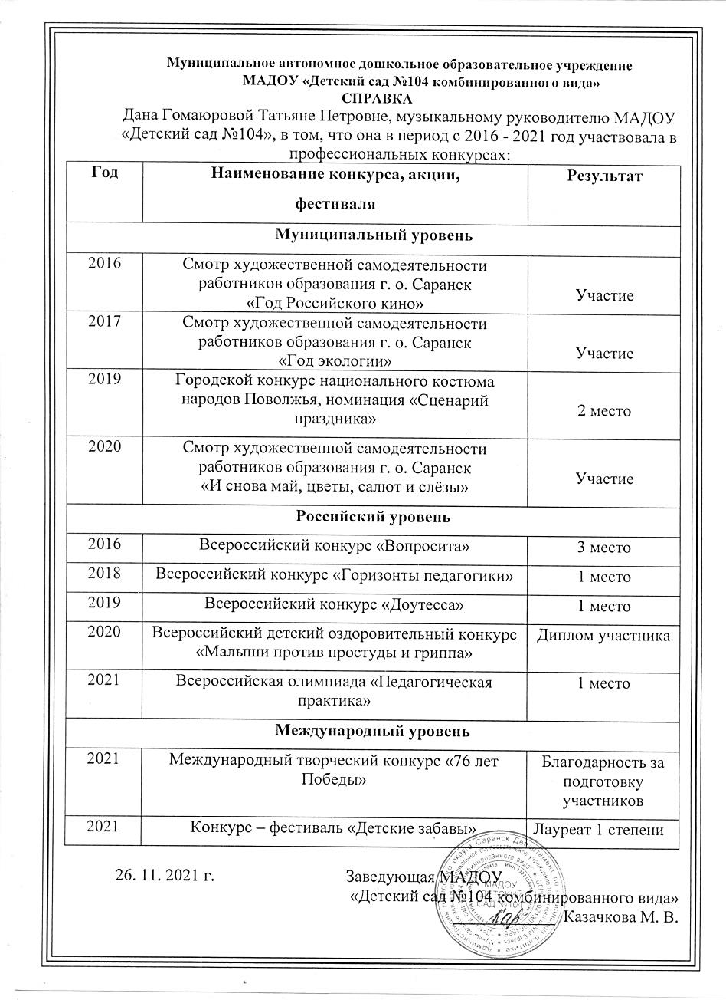 Муниципальное автономное дошкольное образовательное учреждение
МАДОУ «Детский сад №104 комбинированного вида»
СПРАВКА
Дана Гомаюровой Татьяне Петровне, музыкальному руководителю МАДОУ
«Детский сад №104», в том, что она в период с 2016 - 2021 год участвовала в
профессиональных конкурсах:
Год Наименование конкурса, акции, Результат
фестиваля
Муниципальный уровень
2016 Смотр художественной самодеятельности
работников образования г. о. Саранск
Участие
«Год Российского кино»
2017 Смотр художественной самодеятельности
работников образования г. о. Саранск
Участие
«Год экологии»
2019 Городской конкурс национального костюма
народов Поволжья, номинация «Сценарий
2 место
праздника»
2020 Смотр художественной самодеятельности
работников образования г. о. Саранск
Участие
«И снова май, цветы, салют и слёзы»
Российский уровень
2016 Всероссийский конкурс «Вопросита» 3 место
2018 Всероссийский конкурс «Горизонты педагогики» 1 место
2019 Всероссийский конкурс «Доутесса» 1 место
2020 Всероссийский детский оздоровительный конкурс Диплом участника
«Малыши против простуды и гриппа»
2021 Всероссийская олимпиада «Педагогическая 1 место
практика»
Международный уровень
2021 Международный творческий конкурс «76 лет Благодарность за
Победы» подготовку
участников
2021 Конкурс – фестиваль «Детские забавы» Лауреат 1 степени
26. 11. 2021 г. Заведующая МАДОУ
«Детский сад №104 комбинированного вида»
Казачкова М. В.
МАДОУ
ДЕТСКИЙ
САД №104